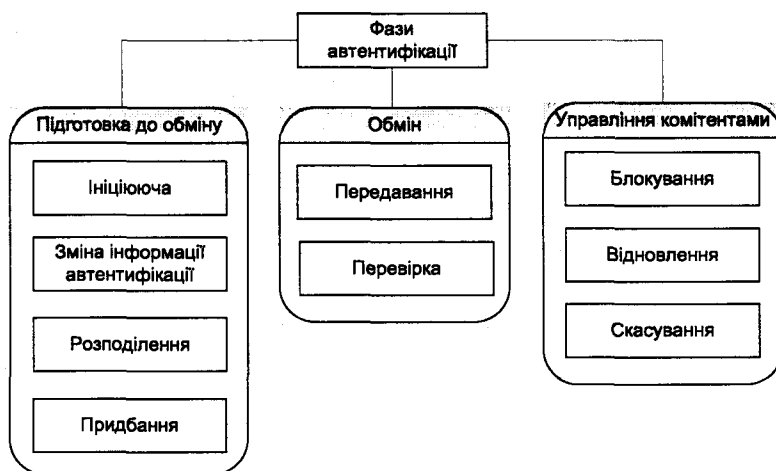 Фази
автентифікації
Підготовка до обміну
Ініціююча
Зміна інформації
автентифікації
Розподілення
Придбання
Обмін
Передавання
Перевірка
Управління комітентами
Блокування
Відновлення
Скасування